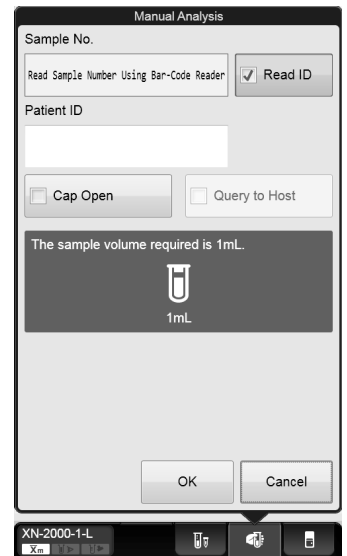 Manual Analysis
Sample No.
Read Sample Number Using Bar-Code Reader
Read ID
Patient ID
Cap Open
Query to Host
The sample volume required is 1mL.
1mL
OK
Cancel
XN-2000-1-L
Xm